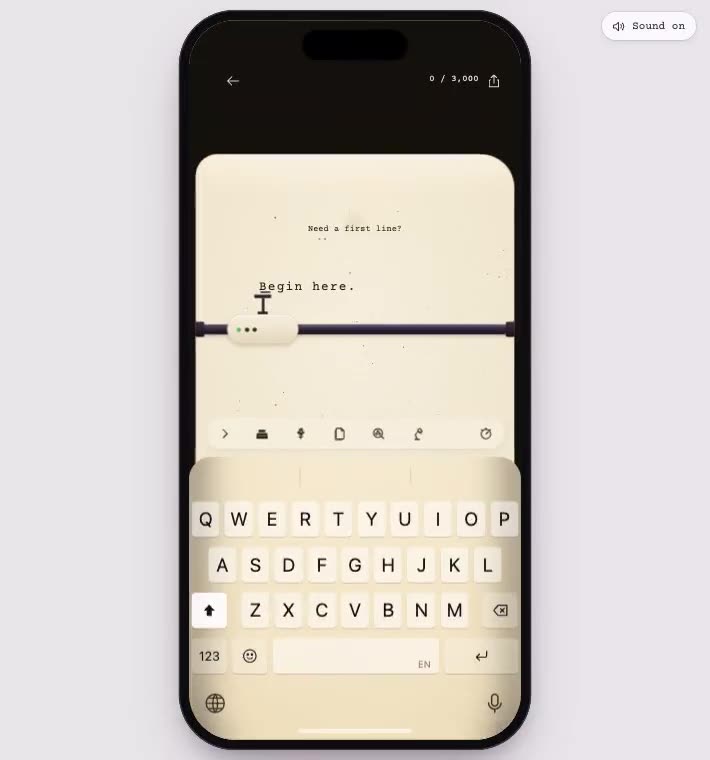 Sound on
0 / 3,000
Need a first line?
Begin here.
Q W E R T Y U I O P
A S D F G H J K L
Z X C V B N M
123
EN